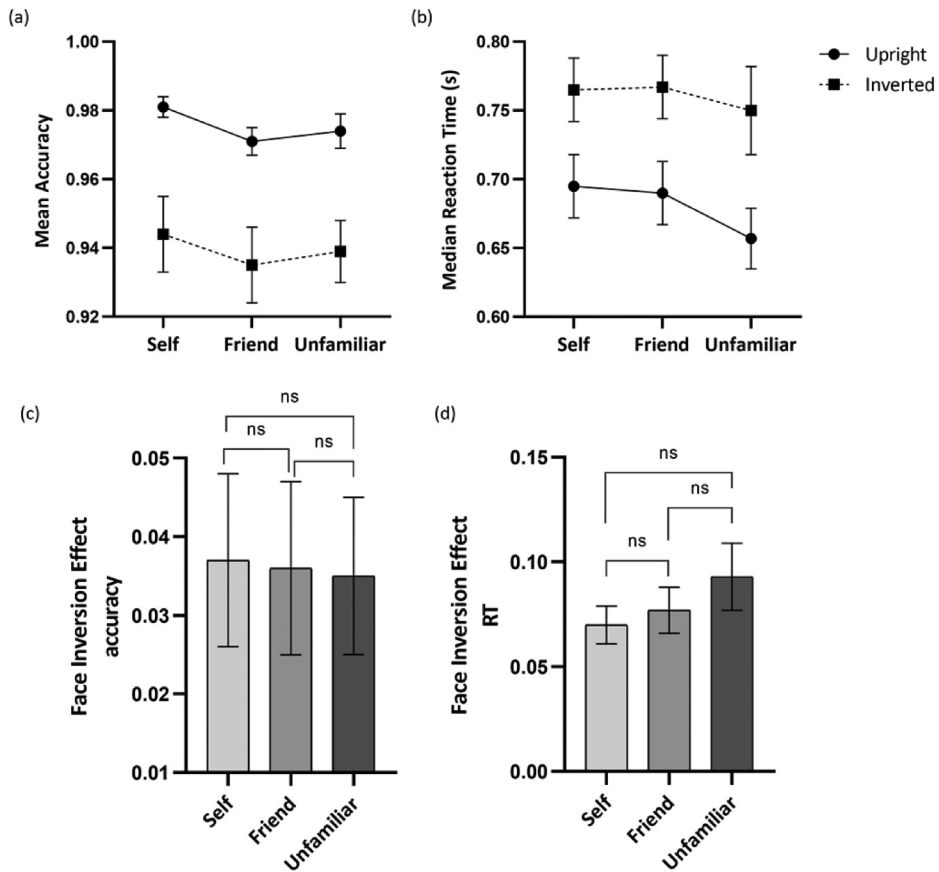 (a)
1.00
0.98
0.96
0.94
0.92
Mean Accuracy
Self
Friend
Unfamiliar
(b)
0.80
0.75
0.70
0.65
0.60
Median Reaction Time (s)
Self
Friend
Unfamiliar
Upright
Inverted
(c)
ns
ns
ns
0.05
0.04
0.03
0.02
0.01
Face Inversion Effect
accuracy
Self
Friend
Unfamiliar
(d)
ns
ns
ns
0.15
0.10
0.05
0.00
Face Inversion Effect
RT
Self
Friend
Unfamiliar